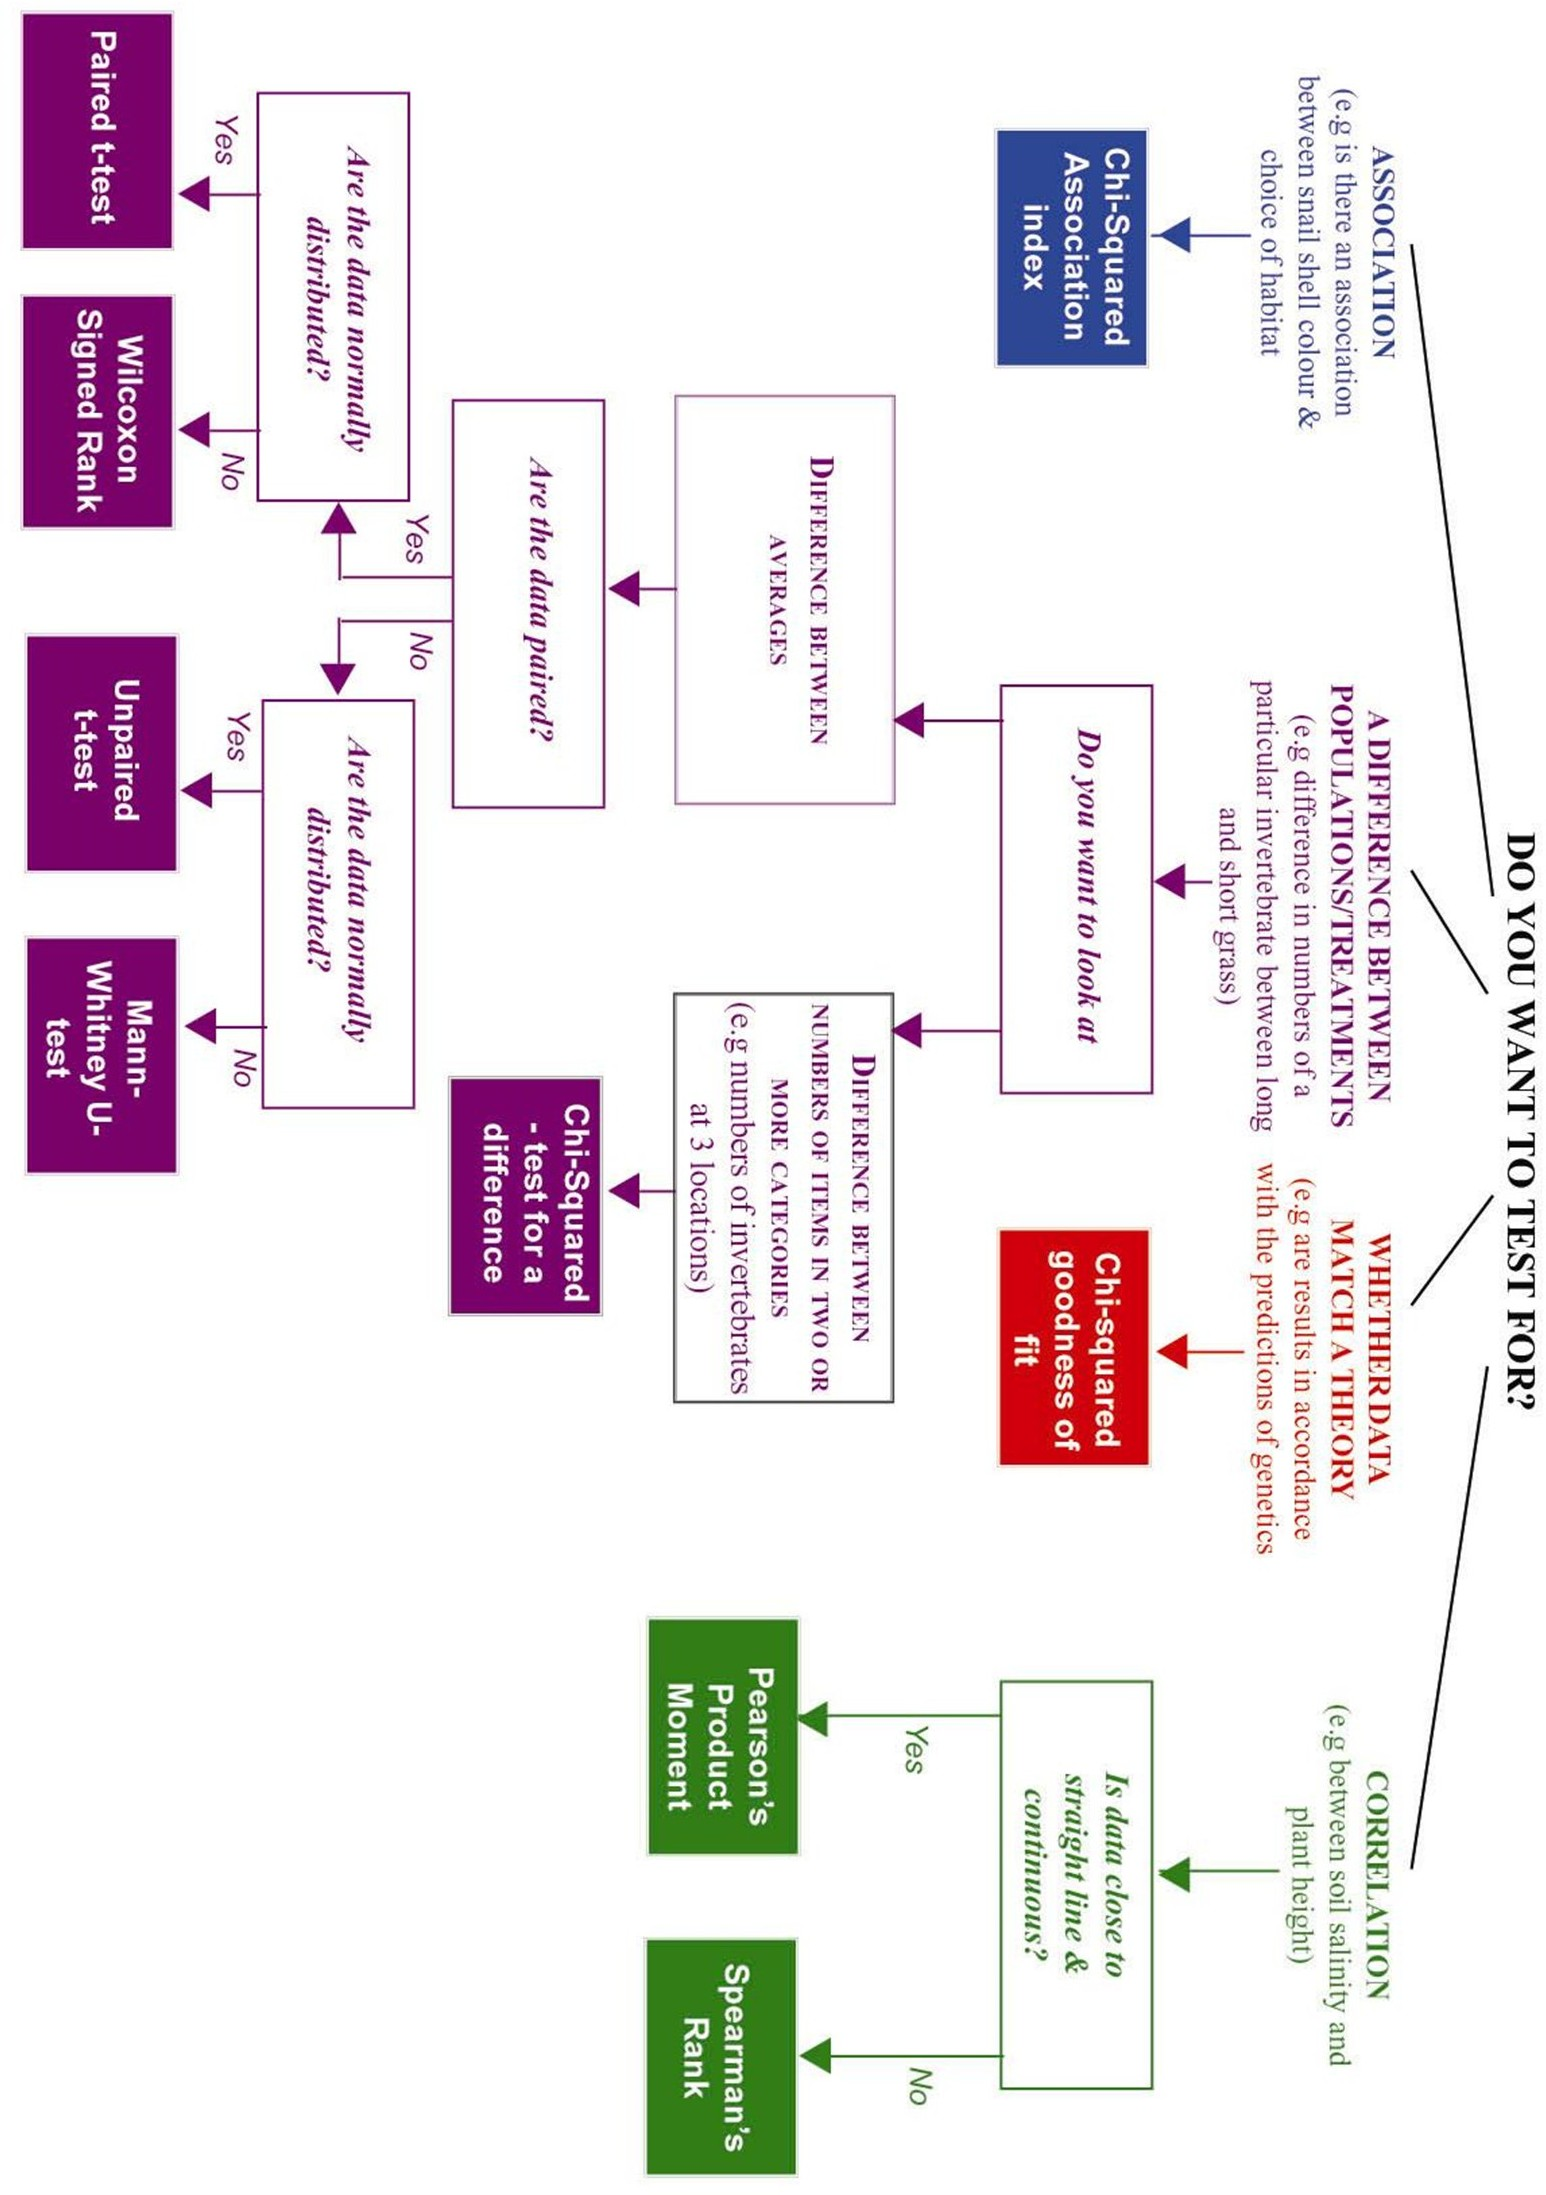 DO YOU WANT TO TEST FOR?
ASSOCIATION
(e.g is there an association
between snail shell colour &
choice of habitat
Chi-Squared
Association
index
A DIFFERENCE BETWEEN
POPULATIONS/TREATMENTS
(e.g difference in numbers of a
particular invertebrate between long
and short grass)
Do you want to look at
DIFFERENCE BETWEEN
AVERAGES
Are the data paired?
Yes
No
Are the data normally
distributed?
Yes
No
Paired t-test
Wilcoxon
Signed Rank
Are the data normally
distributed?
Yes
No
Unpaired
t-test
Mann-
Whitney U-
test
DIFFERENCE BETWEEN
NUMBERS OF ITEMS IN TWO OR
MORE CATEGORIES
(e.g numbers of invertebrates
at 3 locations)
Chi-Squared
- test for a
difference
WHETHER DATA
MATCH A THEORY
(e.g are results in accordance
with the predictions of genetics
Chi-squared
goodness of
fit
CORRELATION
(e.g between soil salinity and
plant height)
Is data close to
straight line &
continuous?
Yes
No
Pearson's
Product
Moment
Spearman's
Rank